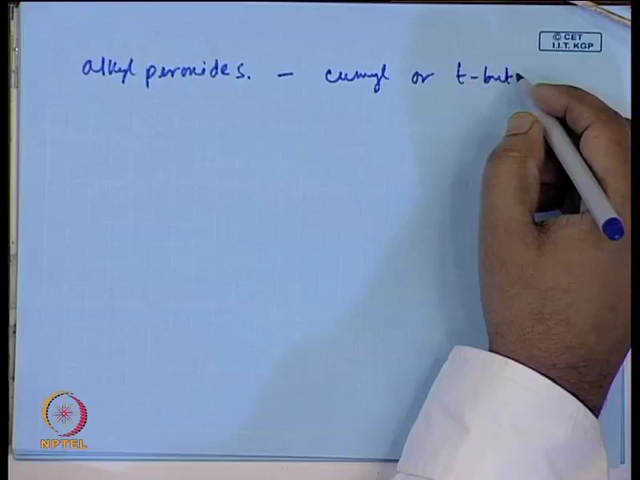 © CET
I.I.T. KGP
alkyl peroxides. - cumyl or t-but
NPTEL